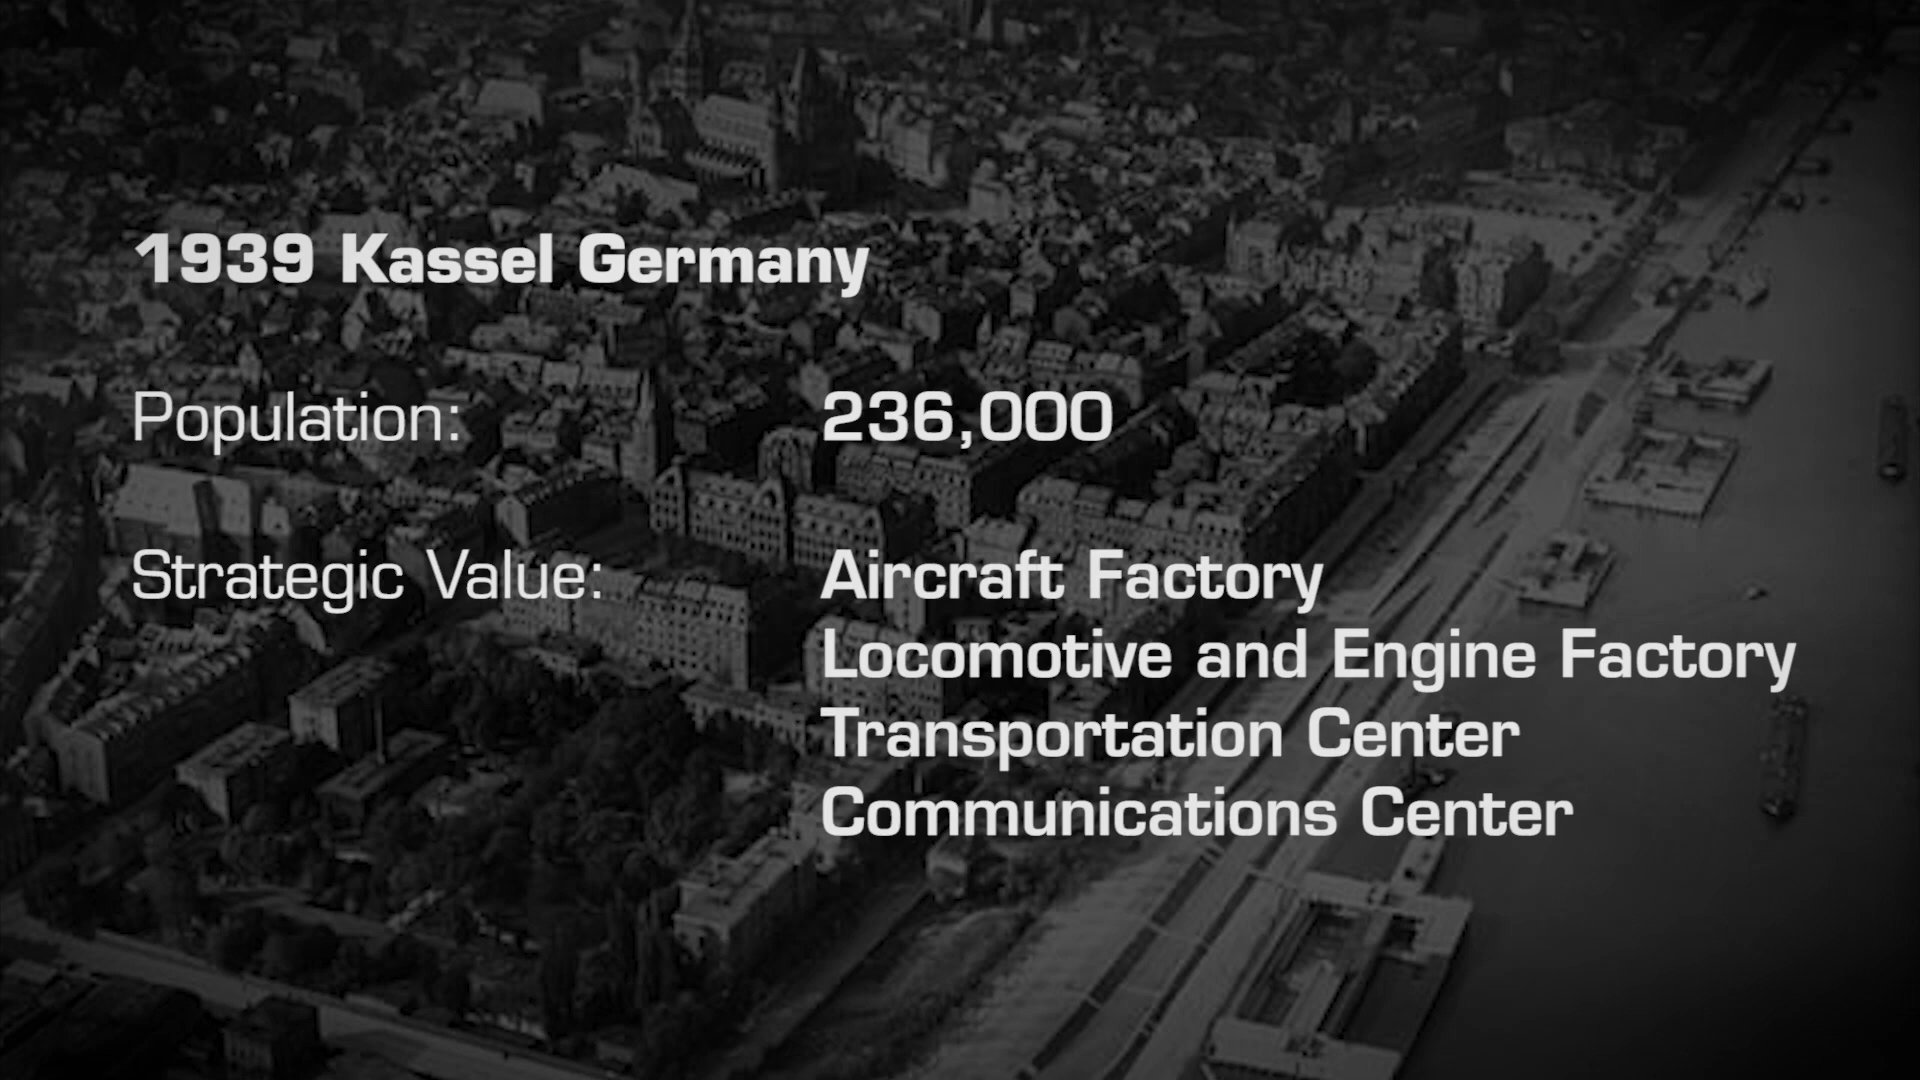 1939 Kassel Germany
Population: 236,000
Strategic Value: Aircraft Factory
Locomotive and Engine Factory
Transportation Center
Communications Center